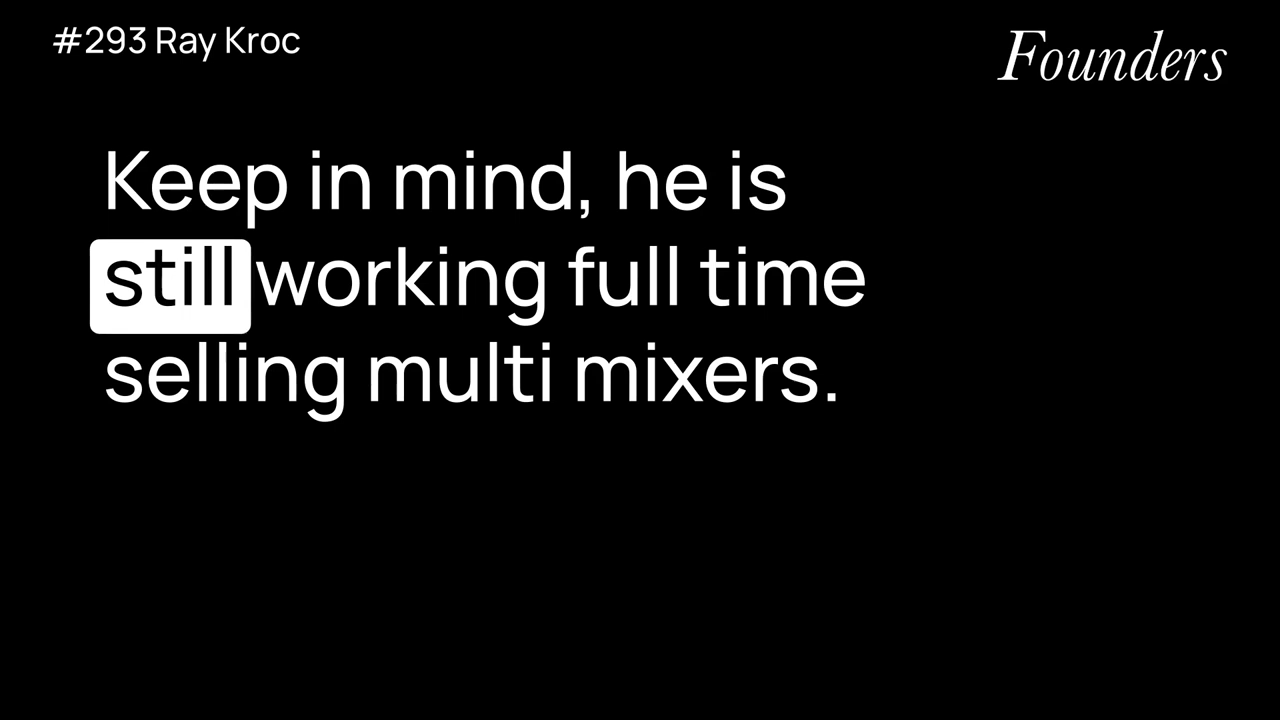 #293 Ray Kroc
Founders
Keep in mind, he is
still working full time
selling multi mixers.